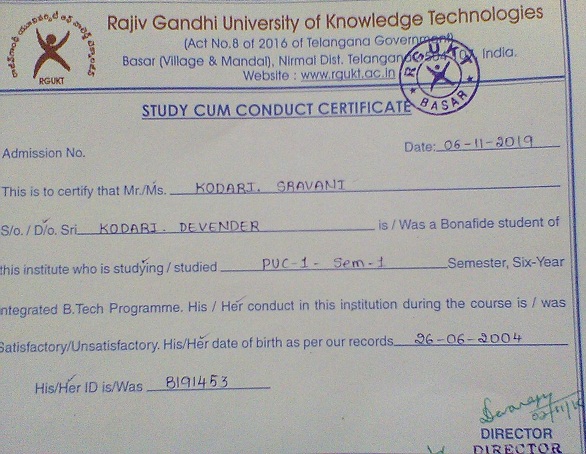 Rajiv Gandhi University of Knowledge Technologies
(Act No.8 of 2016 of Telangana Government)
Basar (Village & Mandal), Nirmal Dist. Telangana 504 107, India.
Website : www.rgukt.ac.in
RGUKT
RGUKT
BASAR
STUDY CUM CONDUCT CERTIFICATE
Admission No.
Date: 06-11-2019
This is to certify that Mr./Ms. KODARI. SRAVANI
S/o. / D/o. Sri KODARI. DEVENDER is / Was a Bonafide student of
this institute who is studying / studied PUC-1 - Sem-1 Semester, Six-Year
integrated B.Tech Programme. His / Her conduct in this institution during the course is / was
Satisfactory/Unsatisfactory. His/Her date of birth as per our records 26-06-2004
His/Her ID is/Was B191453
DIRECTOR
DIRECTOR